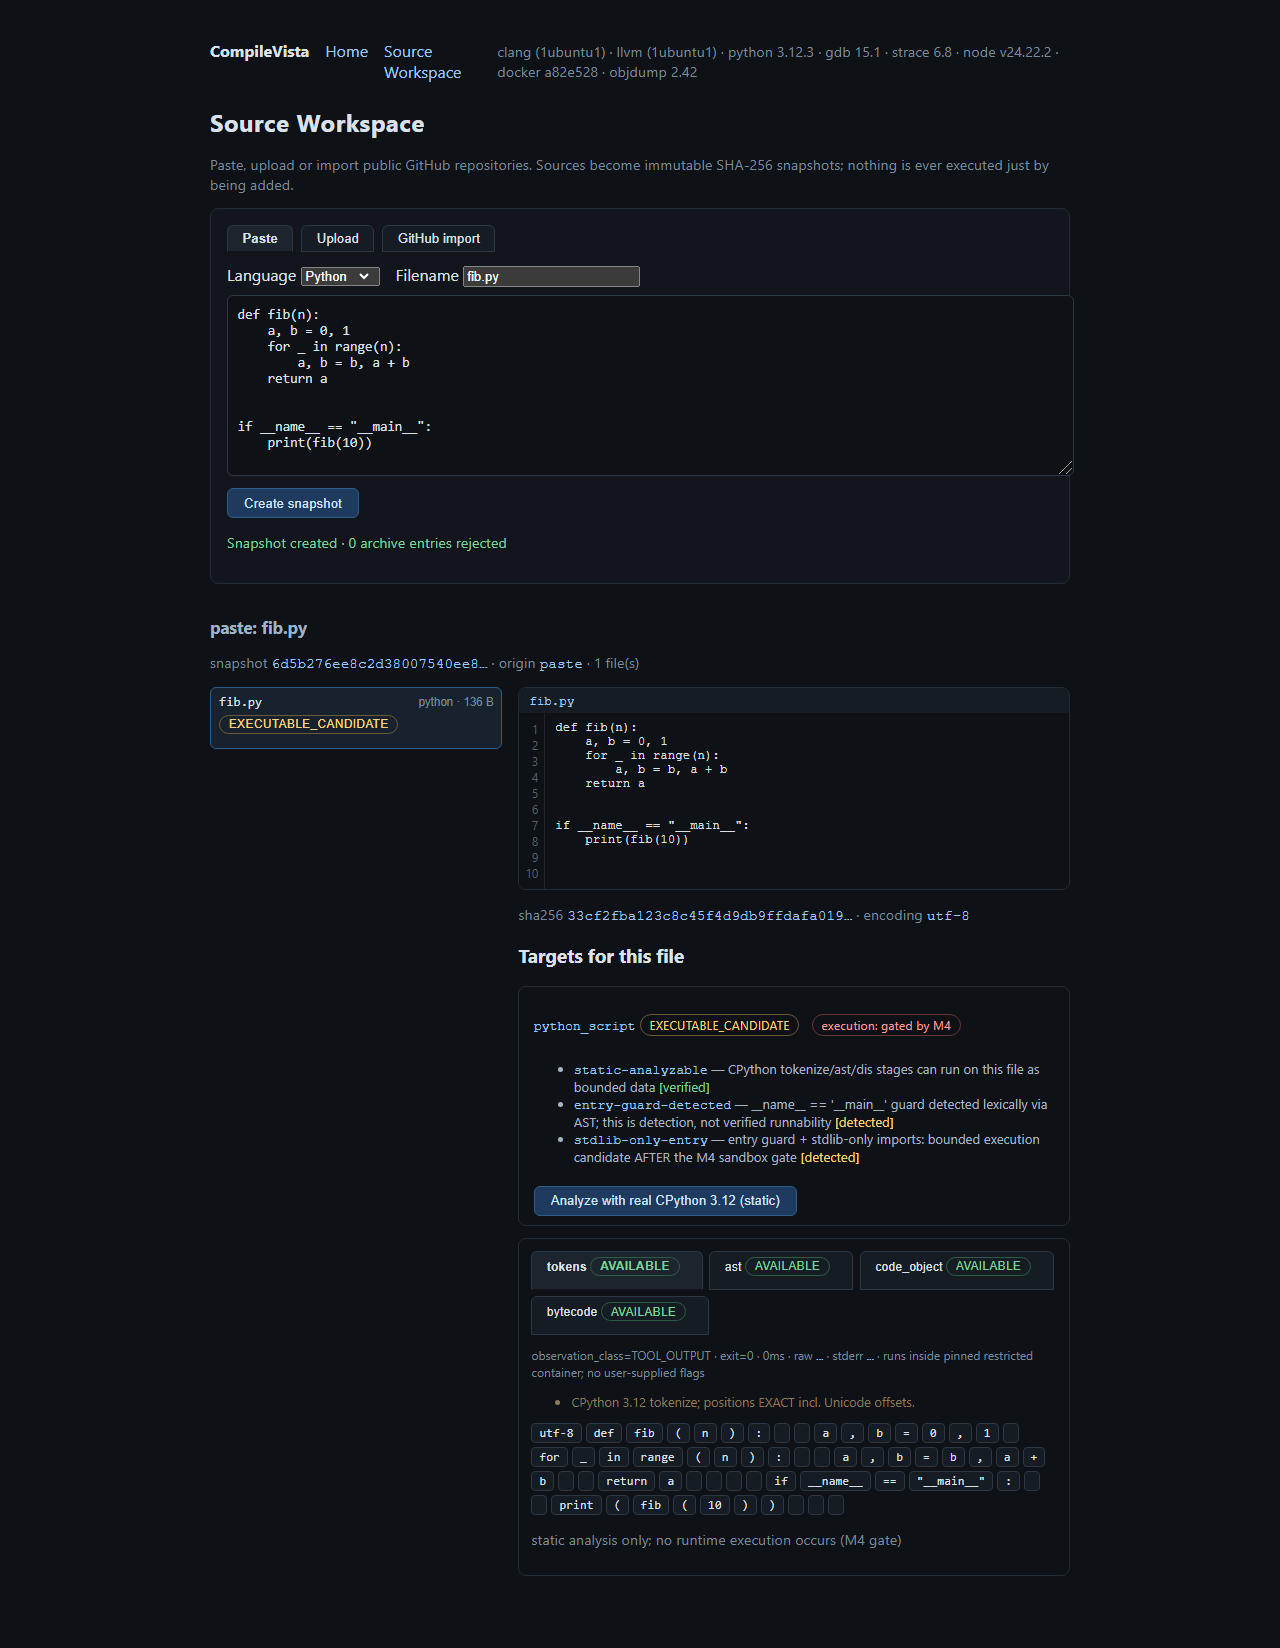 CompileVista Home Source Workspace clang (1ubuntu1) · llvm (1ubuntu1) · python 3.12.3 · gdb 15.1 · strace 6.8 · node v24.22.2 ·
docker a82e528 · objdump 2.42
Source Workspace
Paste, upload or import public GitHub repositories. Sources become immutable SHA-256 snapshots; nothing is ever executed just by
being added.
Paste Upload GitHub import
Language Python Filename fib.py
def fib(n):
    a, b = 0, 1
    for _ in range(n):
        a, b = b, a + b
    return a
if __name__ == "__main__":
    print(fib(10))
Create snapshot
Snapshot created · 0 archive entries rejected
paste: fib.py
snapshot 6d5b276ee8c2d38007540ee8… · origin paste · 1 file(s)
fib.py python · 136 B
EXECUTABLE_CANDIDATE
fib.py
1 def fib(n):
2     a, b = 0, 1
3     for _ in range(n):
4         a, b = b, a + b
5     return a
6
7
8 if __name__ == "__main__":
9     print(fib(10))
10
sha256 33cf2fba123c8c45f4d9db9ffdafa019… · encoding utf-8
Targets for this file
python_script EXECUTABLE_CANDIDATE execution: gated by M4
• static-analyzable — CPython tokenize/ast/dis stages can run on this file as
bounded data [verified]
• entry-guard-detected — __name__ == '__main__' guard detected lexically via
AST; this is detection, not verified runnability [detected]
• stdlib-only-entry — entry guard + stdlib-only imports: bounded execution
candidate AFTER the M4 sandbox gate [detected]
Analyze with real CPython 3.12 (static)
tokens AVAILABLE ast AVAILABLE code_object AVAILABLE
bytecode AVAILABLE
observation_class=TOOL_OUTPUT · exit=0 · 0ms · raw … · stderr … · runs inside pinned restricted
container; no user-supplied flags
• CPython 3.12 tokenize; positions EXACT incl. Unicode offsets.
utf-8 def fib ( n ) : a , b = 0 , 1
for _ in range ( n ) : a , b = b , a +
b return a if __name__ == "__main__" :
print ( fib ( 10 ) )
static analysis only; no runtime execution occurs (M4 gate)